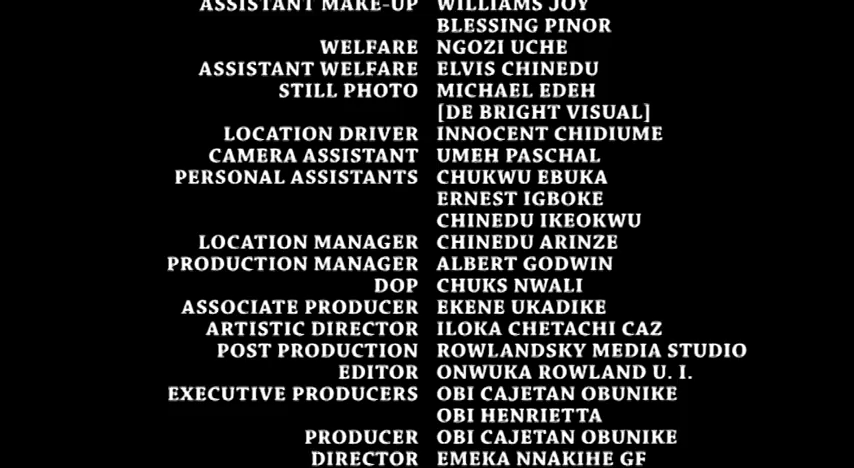 ASSISTANT MAKE-UP WILLIAMS JOY
BLESSING PINOR
WELFARE NGOZI UCHE
ASSISTANT WELFARE ELVIS CHINEDU
STILL PHOTO MICHAEL EDEH
[DE BRIGHT VISUAL]
LOCATION DRIVER INNOCENT CHIDIUME
CAMERA ASSISTANT UMEH PASCHAL
PERSONAL ASSISTANTS CHUKWU EBUKA
ERNEST IGBOKE
CHINEDU IKEOKWU
LOCATION MANAGER CHINEDU ARINZE
PRODUCTION MANAGER ALBERT GODWIN
DOP CHUKS NWALI
ASSOCIATE PRODUCER EKENE UKADIKE
ARTISTIC DIRECTOR ILOKA CHETACHI CAZ
POST PRODUCTION ROWLANDSKY MEDIA STUDIO
EDITOR ONWUKA ROWLAND U. I.
EXECUTIVE PRODUCERS OBI CAJETAN OBUNIKE
OBI HENRIETTA
PRODUCER OBI CAJETAN OBUNIKE
DIRECTOR EMEKA NNAKIHE GF